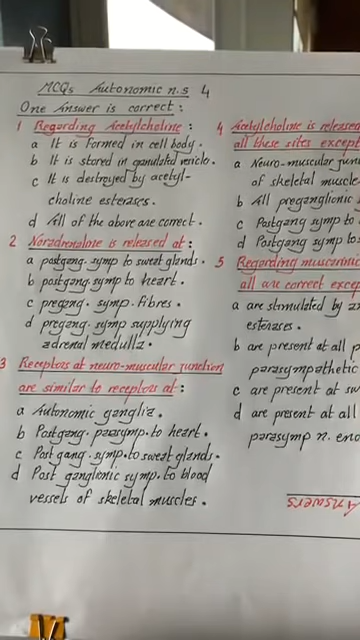 MCQs Autonomic n.s 4
One Answer is correct:
1 Regarding Acetylcholine:
a It is formed in cell body.
b It is stored in granulated vericle.
c It is destroyed by acetyl-
choline esterases.
d All of the above are correct.
2 Noradrenalone is released at:
a postgang. symp to sweat glands.
b postgang. symp to heart.
c pregang. symp. fibres.
d pregang. symp supplying
adrenal medulla.
3 Receptors at neuro-muscular junction
are similar to receptors at:
a Autonomic ganglia.
b Postgang. parasymp. to heart.
c Post gang. symp. to sweat glands.
d Post ganglionic symp. to blood
vessels of skeletal muscles.
4 Acetylcholine is released
all these sites except
a Neuro-muscular junc
of skeletal muscle
b All preganglionic
c Postgang symp to
d Postgang symp to
5 Regarding muscarinic
all are correct except
a are stimulated by
esterases.
b are present at all p
parasympathetic
c are present at sw
d are present at all
parasymp n. end
Answers